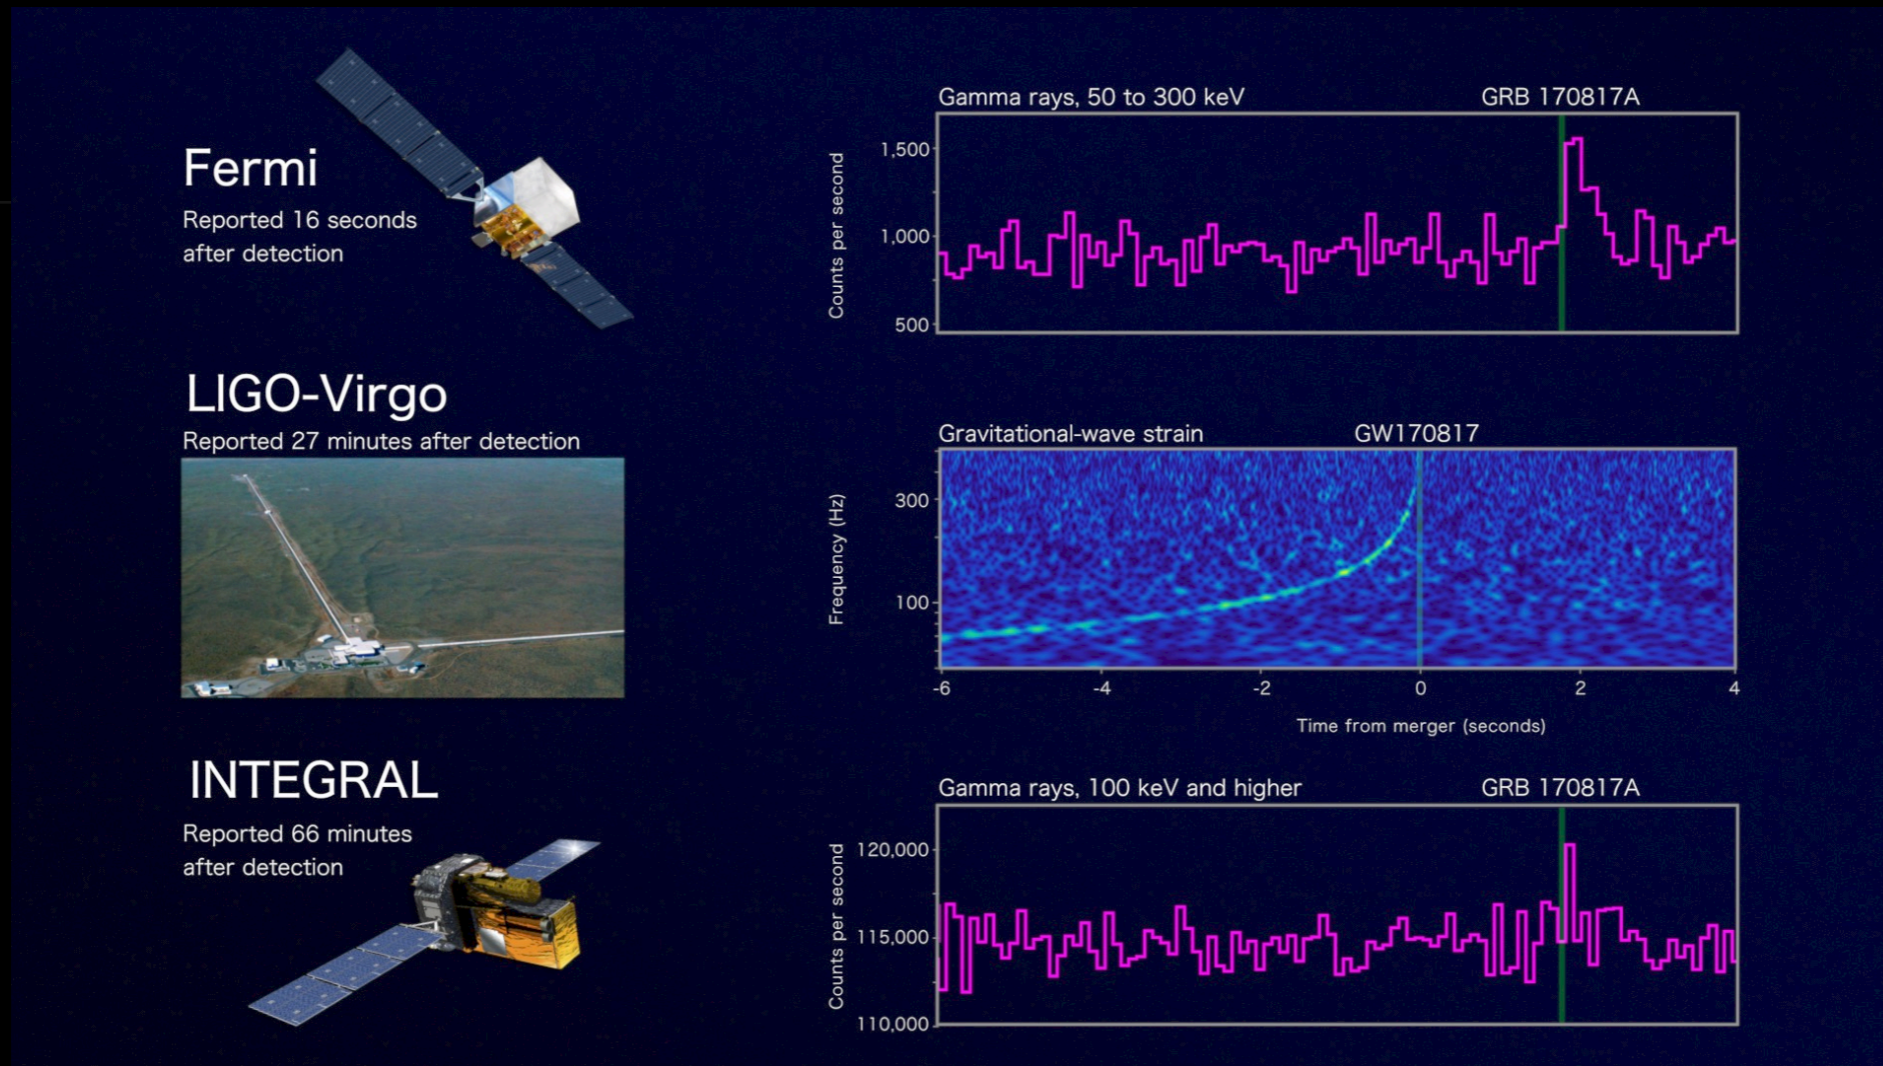 Fermi
Reported 16 seconds
after detection
Gamma rays, 50 to 300 keV
GRB 170817A
Counts per second
1,500
1,000
500
LIGO-Virgo
Reported 27 minutes after detection
Gravitational-wave strain
GW170817
Frequency (Hz)
300
100
-6
-4
-2
0
2
4
Time from merger (seconds)
INTEGRAL
Reported 66 minutes
after detection
Gamma rays, 100 keV and higher
GRB 170817A
Counts per second
120,000
115,000
110,000